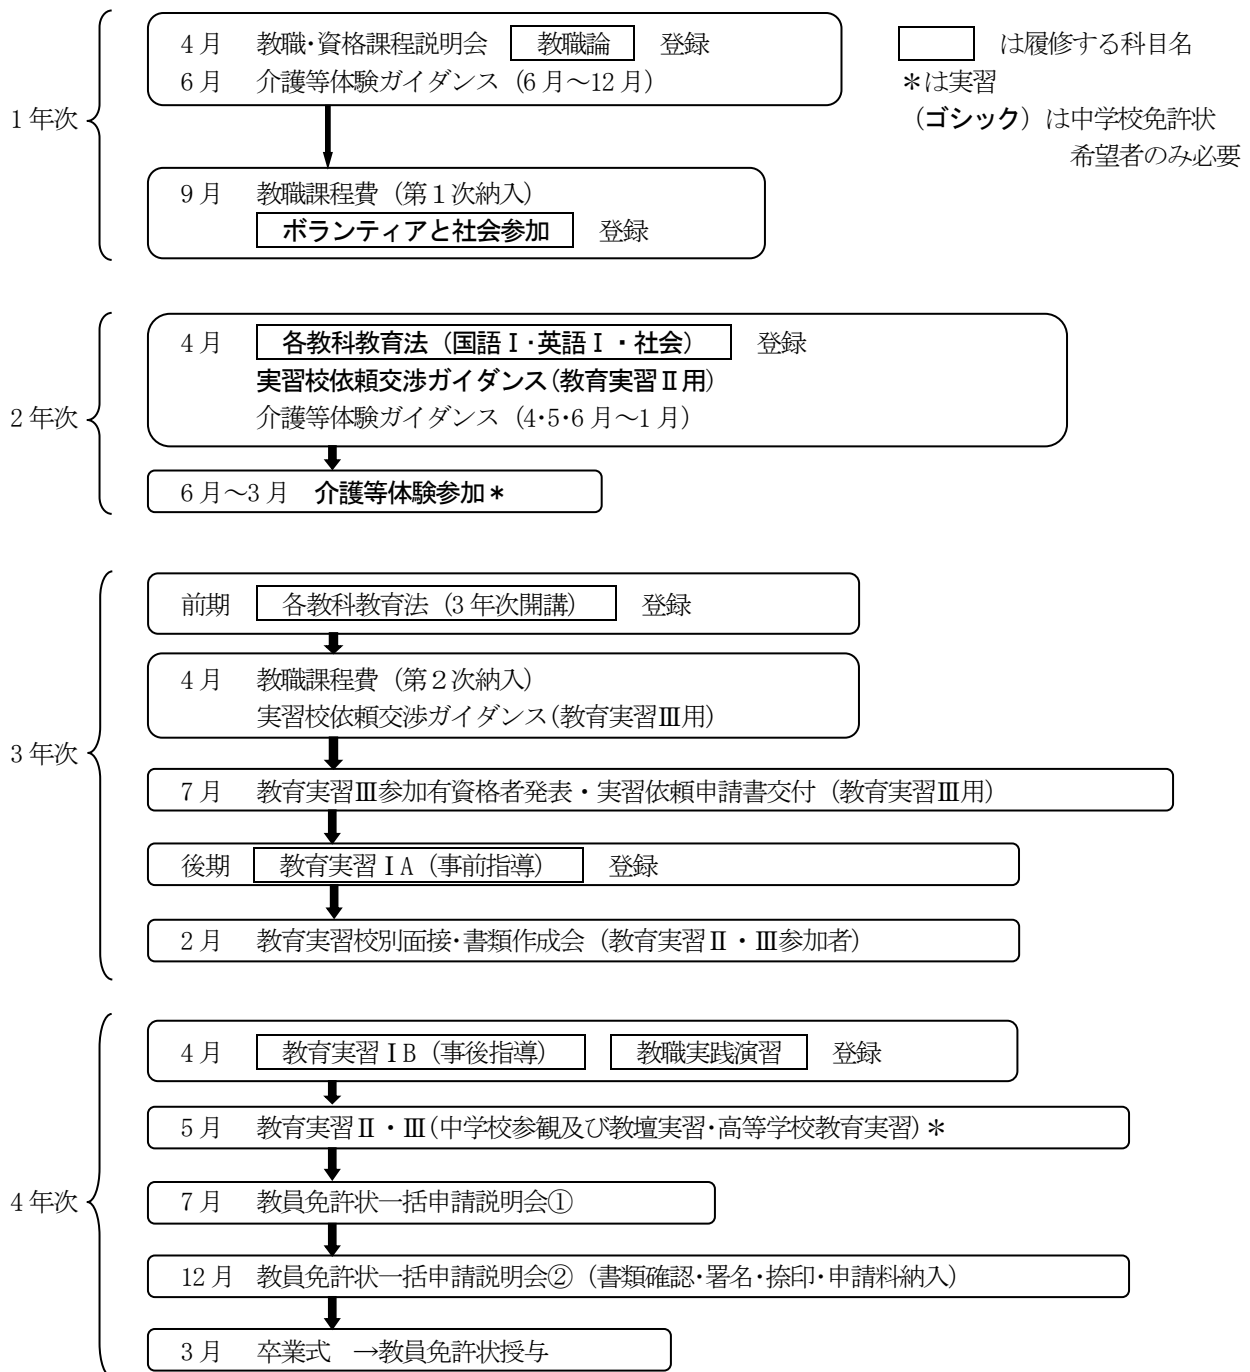 1年次
4月 教職・資格課程説明会 教職論 登録
6月 介護等体験ガイダンス（6月～12月）
9月 教職課程費（第1次納入）
ボランティアと社会参加 登録
は履修する科目名
＊は実習
（ゴシック）は中学校免許状
希望者のみ必要
2年次
4月 各教科教育法（国語Ⅰ・英語Ⅰ・社会） 登録
実習校依頼交渉ガイダンス（教育実習Ⅱ用）
介護等体験ガイダンス（4・5・6月～1月）
6月～3月 介護等体験参加＊
3年次
前期 各教科教育法（3年次開講） 登録
4月 教職課程費（第2次納入）
実習校依頼交渉ガイダンス（教育実習Ⅲ用）
7月 教育実習Ⅲ参加有資格者発表・実習依頼申請書交付（教育実習Ⅲ用）
後期 教育実習ⅠA（事前指導） 登録
2月 教育実習校別面接・書類作成会（教育実習Ⅱ・Ⅲ参加者）
4年次
4月 教育実習ⅠB（事後指導） 教職実践演習 登録
5月 教育実習Ⅱ・Ⅲ（中学校参観及び教壇実習・高等学校教育実習）＊
7月 教員免許状一括申請説明会①
12月 教員免許状一括申請説明会②（書類確認・署名・捺印・申請料納入）
3月 卒業式 →教員免許状授与